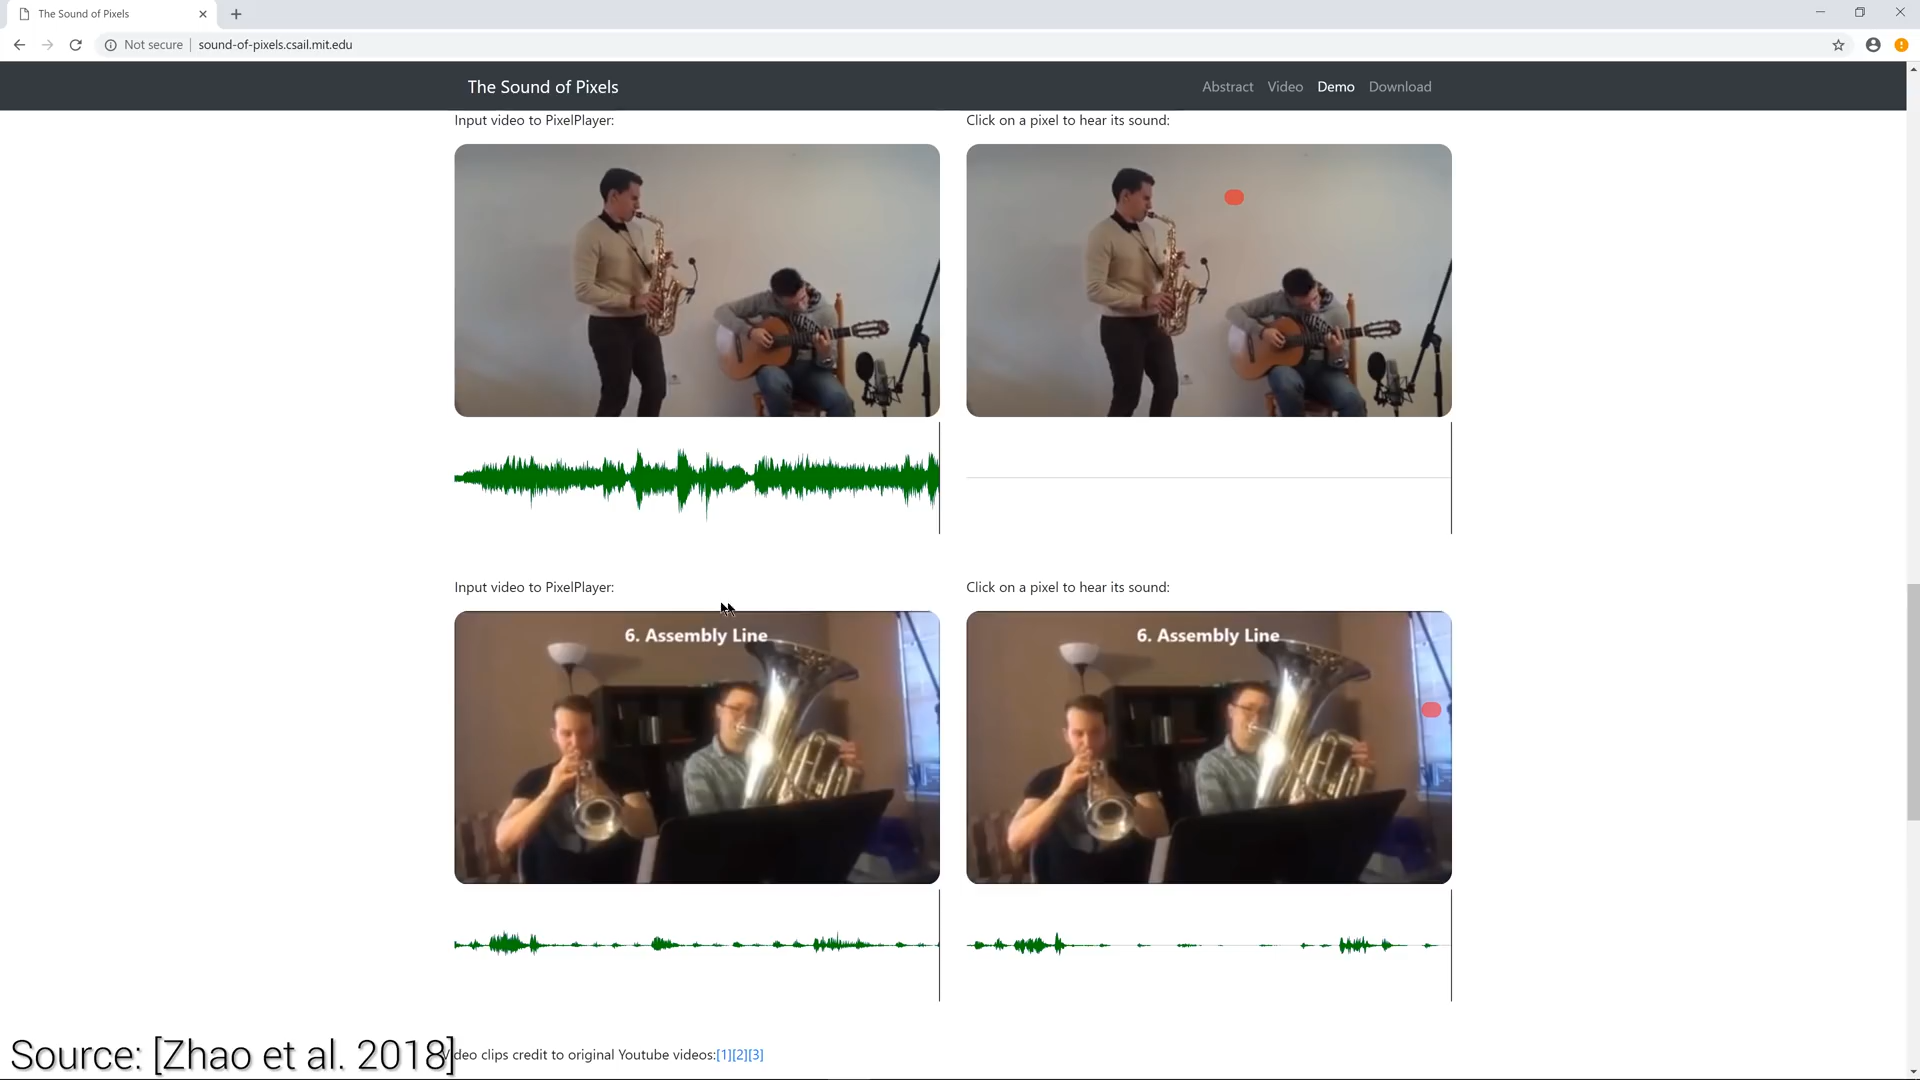 The Sound of Pixels
Not secure
sound-of-pixels.csail.mit.edu
The Sound of Pixels
Abstract
Video
Demo
Download
Input video to PixelPlayer:
Click on a pixel to hear its sound:
Input video to PixelPlayer:
Click on a pixel to hear its sound:
6. Assembly Line
6. Assembly Line
Source: [Zhao et al. 2018]
Video clips credit to original Youtube videos:[1][2][3]